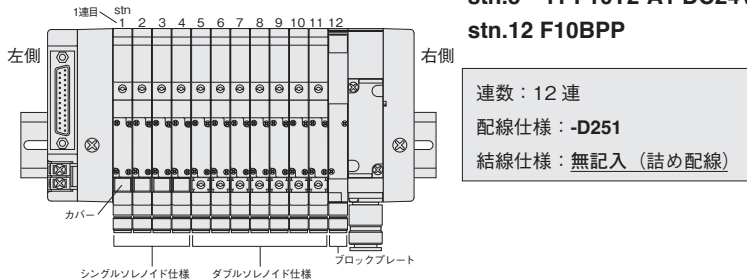 stn.12 F10BPP
1連目 stn
1 2 3 4 5 6 7 8 9 10 11 12
左側
右側
連数：12 連
配線仕様：-D251
結線仕様：無記入（詰め配線）
カバー
ブロックプレート
シングルソレノイド仕様
ダブルソレノイド仕様